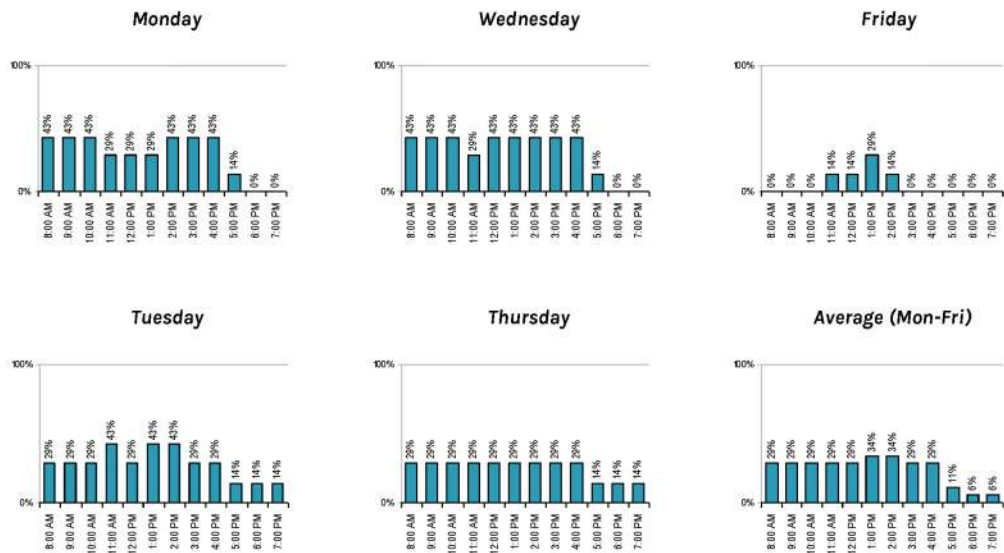 Monday
100%
43% 43% 43% 29% 29% 29% 43% 43% 43% 14% 0% 0%
0%
8:00 AM 9:00 AM 10:00 AM 11:00 AM 12:00 PM 1:00 PM 2:00 PM 3:00 PM 4:00 PM 5:00 PM 6:00 PM 7:00 PM
Wednesday
100%
43% 43% 43% 29% 43% 43% 43% 43% 43% 14% 0% 0%
0%
8:00 AM 9:00 AM 10:00 AM 11:00 AM 12:00 PM 1:00 PM 2:00 PM 3:00 PM 4:00 PM 5:00 PM 6:00 PM 7:00 PM
Friday
100%
0% 0% 0% 14% 14% 29% 14% 0% 0% 0% 0% 0%
0%
8:00 AM 9:00 AM 10:00 AM 11:00 AM 12:00 PM 1:00 PM 2:00 PM 3:00 PM 4:00 PM 5:00 PM 6:00 PM 7:00 PM
Tuesday
100%
29% 29% 29% 43% 29% 43% 43% 29% 29% 14% 14% 14%
0%
8:00 AM 9:00 AM 10:00 AM 11:00 AM 12:00 PM 1:00 PM 2:00 PM 3:00 PM 4:00 PM 5:00 PM 6:00 PM 7:00 PM
Thursday
100%
29% 29% 29% 29% 29% 29% 29% 29% 29% 14% 14% 14%
0%
8:00 AM 9:00 AM 10:00 AM 11:00 AM 12:00 PM 1:00 PM 2:00 PM 3:00 PM 4:00 PM 5:00 PM 6:00 PM 7:00 PM
Average (Mon-Fri)
100%
29% 29% 29% 29% 29% 34% 34% 29% 29% 11% 6% 6%
0%
8:00 AM 9:00 AM 10:00 AM 11:00 AM 12:00 PM 1:00 PM 2:00 PM 3:00 PM 4:00 PM 5:00 PM 6:00 PM 7:00 PM